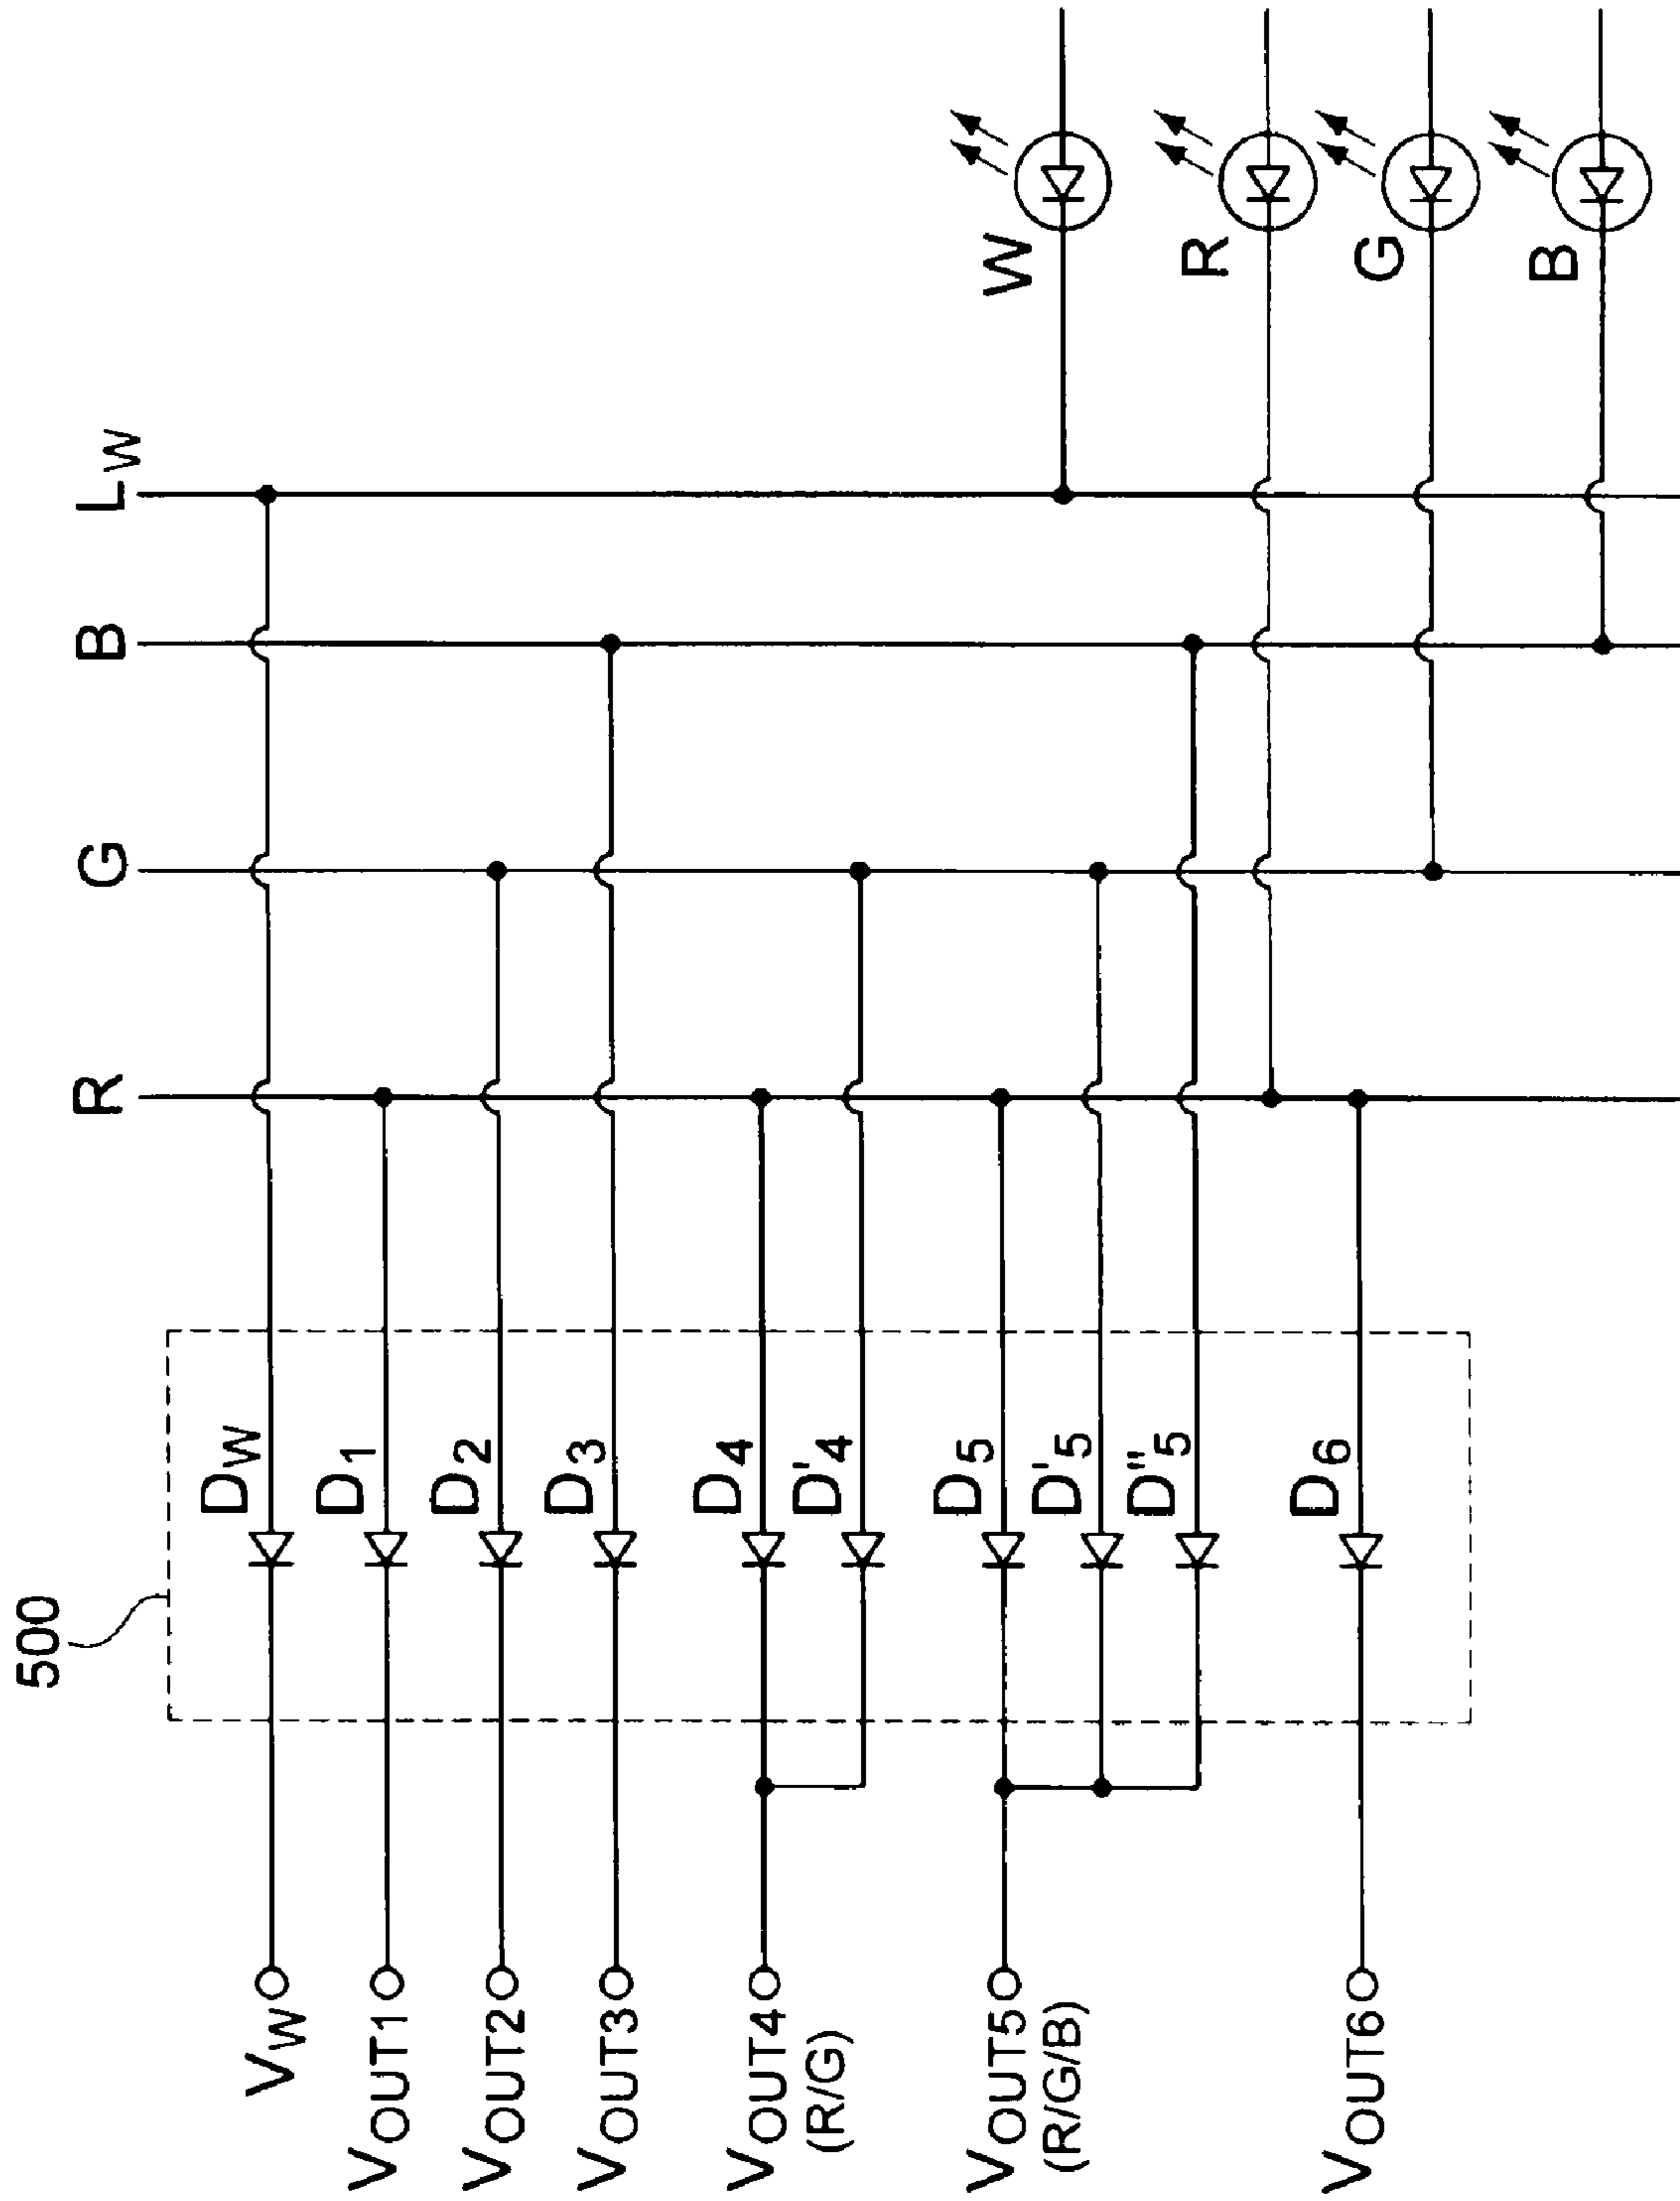 500
R
G
B
L_W
V_W
D_W
V_OUT1
D_1
V_OUT2
D_2
V_OUT3
D_3
V_OUT4
(R/G)
D_4
D'_4
V_OUT5
(R/G/B)
D_5
D'_5
D"_5
V_OUT6
D_6
W
R
G
B